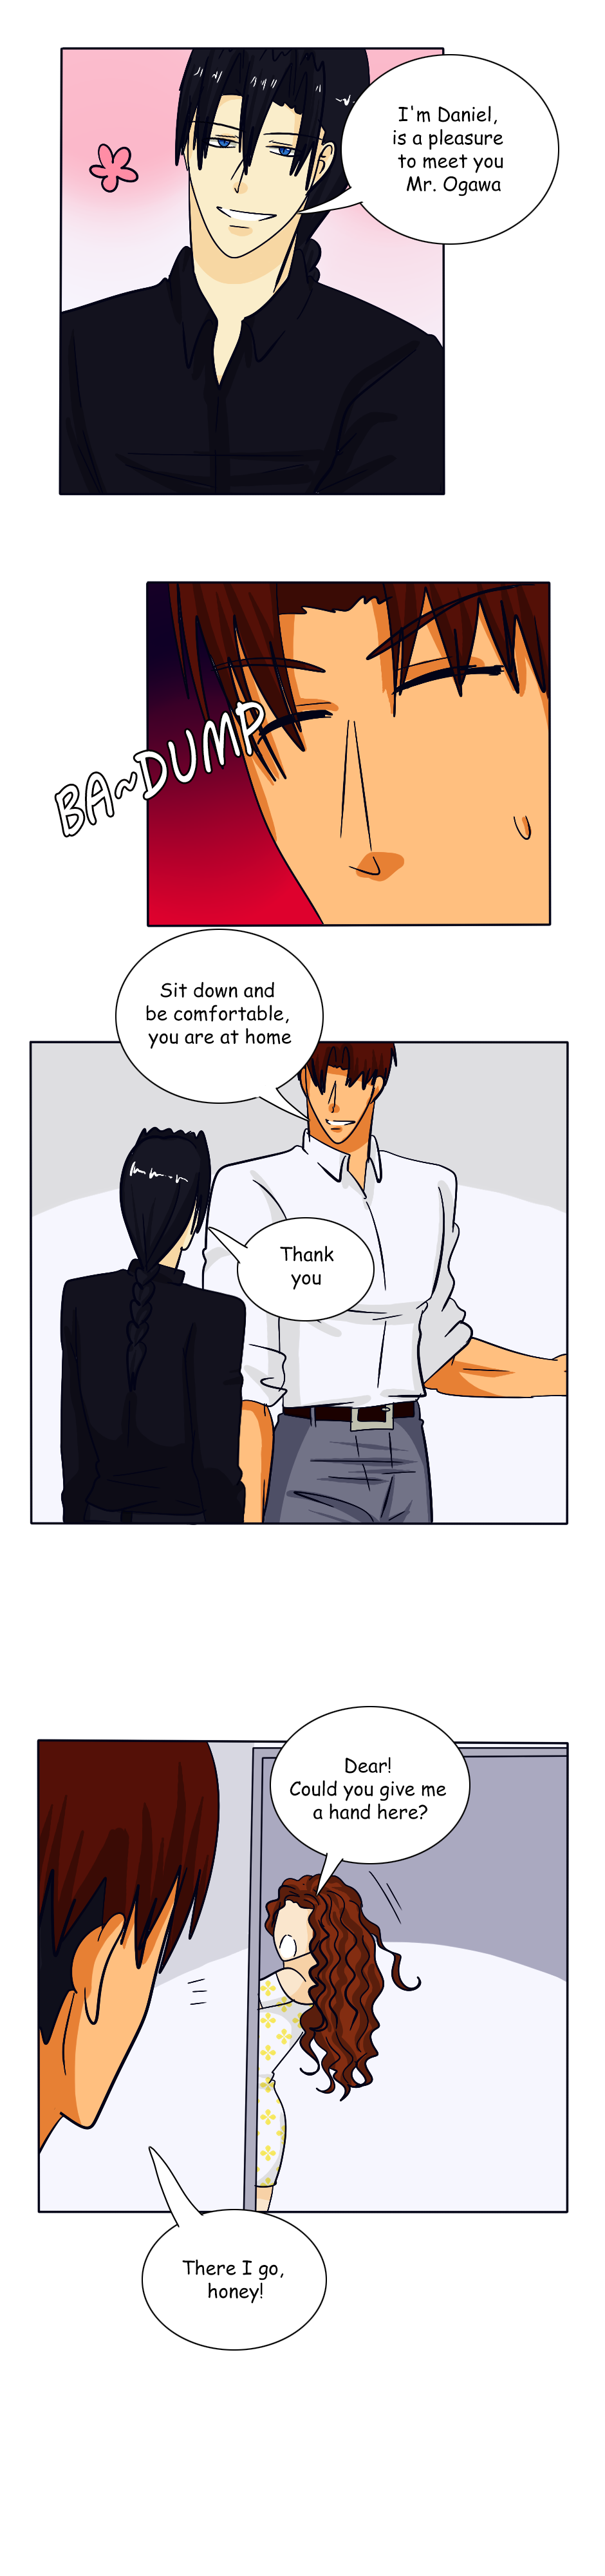 I'm Daniel,
is a pleasure
to meet you
Mr. Ogawa
BA~DUMP
Sit down and
be comfortable,
you are at home
Thank
you
Dear!
Could you give me
a hand here?
There I go,
honey!